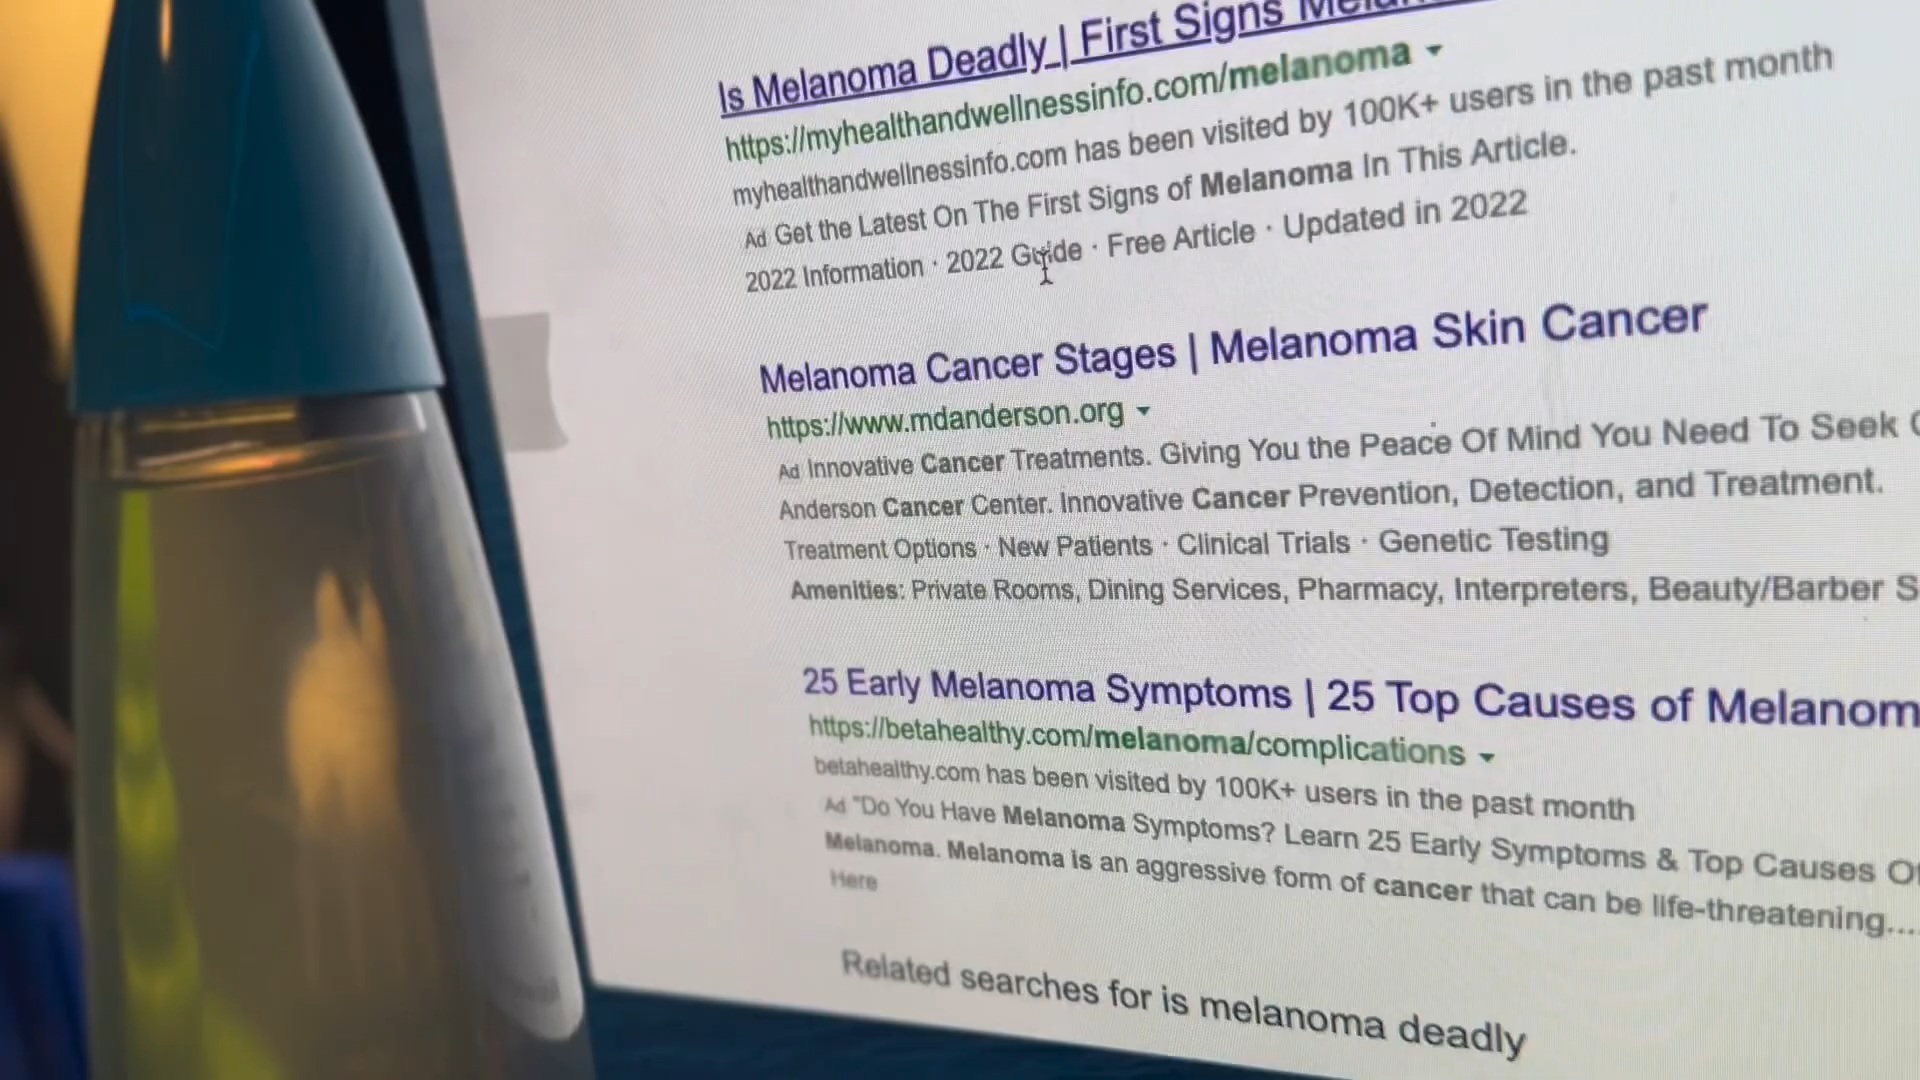 Is Melanoma Deadly | First Signs
https://myhealthandwellnessinfo.com/melanoma
myhealthandwellnessinfo.com has been visited by 100K+ users in the past month
Ad Get the Latest On The First Signs of Melanoma In This Article.
2022 Information · 2022 Guide · Free Article · Updated in 2022
Melanoma Cancer Stages | Melanoma Skin Cancer
https://www.mdanderson.org
Ad Innovative Cancer Treatments. Giving You the Peace Of Mind You Need To Seek
Anderson Cancer Center. Innovative Cancer Prevention, Detection, and Treatment.
Treatment Options · New Patients · Clinical Trials · Genetic Testing
Amenities: Private Rooms, Dining Services, Pharmacy, Interpreters, Beauty/Barber S
25 Early Melanoma Symptoms | 25 Top Causes of Melanom
https://betahealthy.com/melanoma/complications
betahealthy.com has been visited by 100K+ users in the past month
Ad "Do You Have Melanoma Symptoms? Learn 25 Early Symptoms & Top Causes Of
Melanoma. Melanoma is an aggressive form of cancer that can be life-threatening....
Here
Related searches for is melanoma deadly